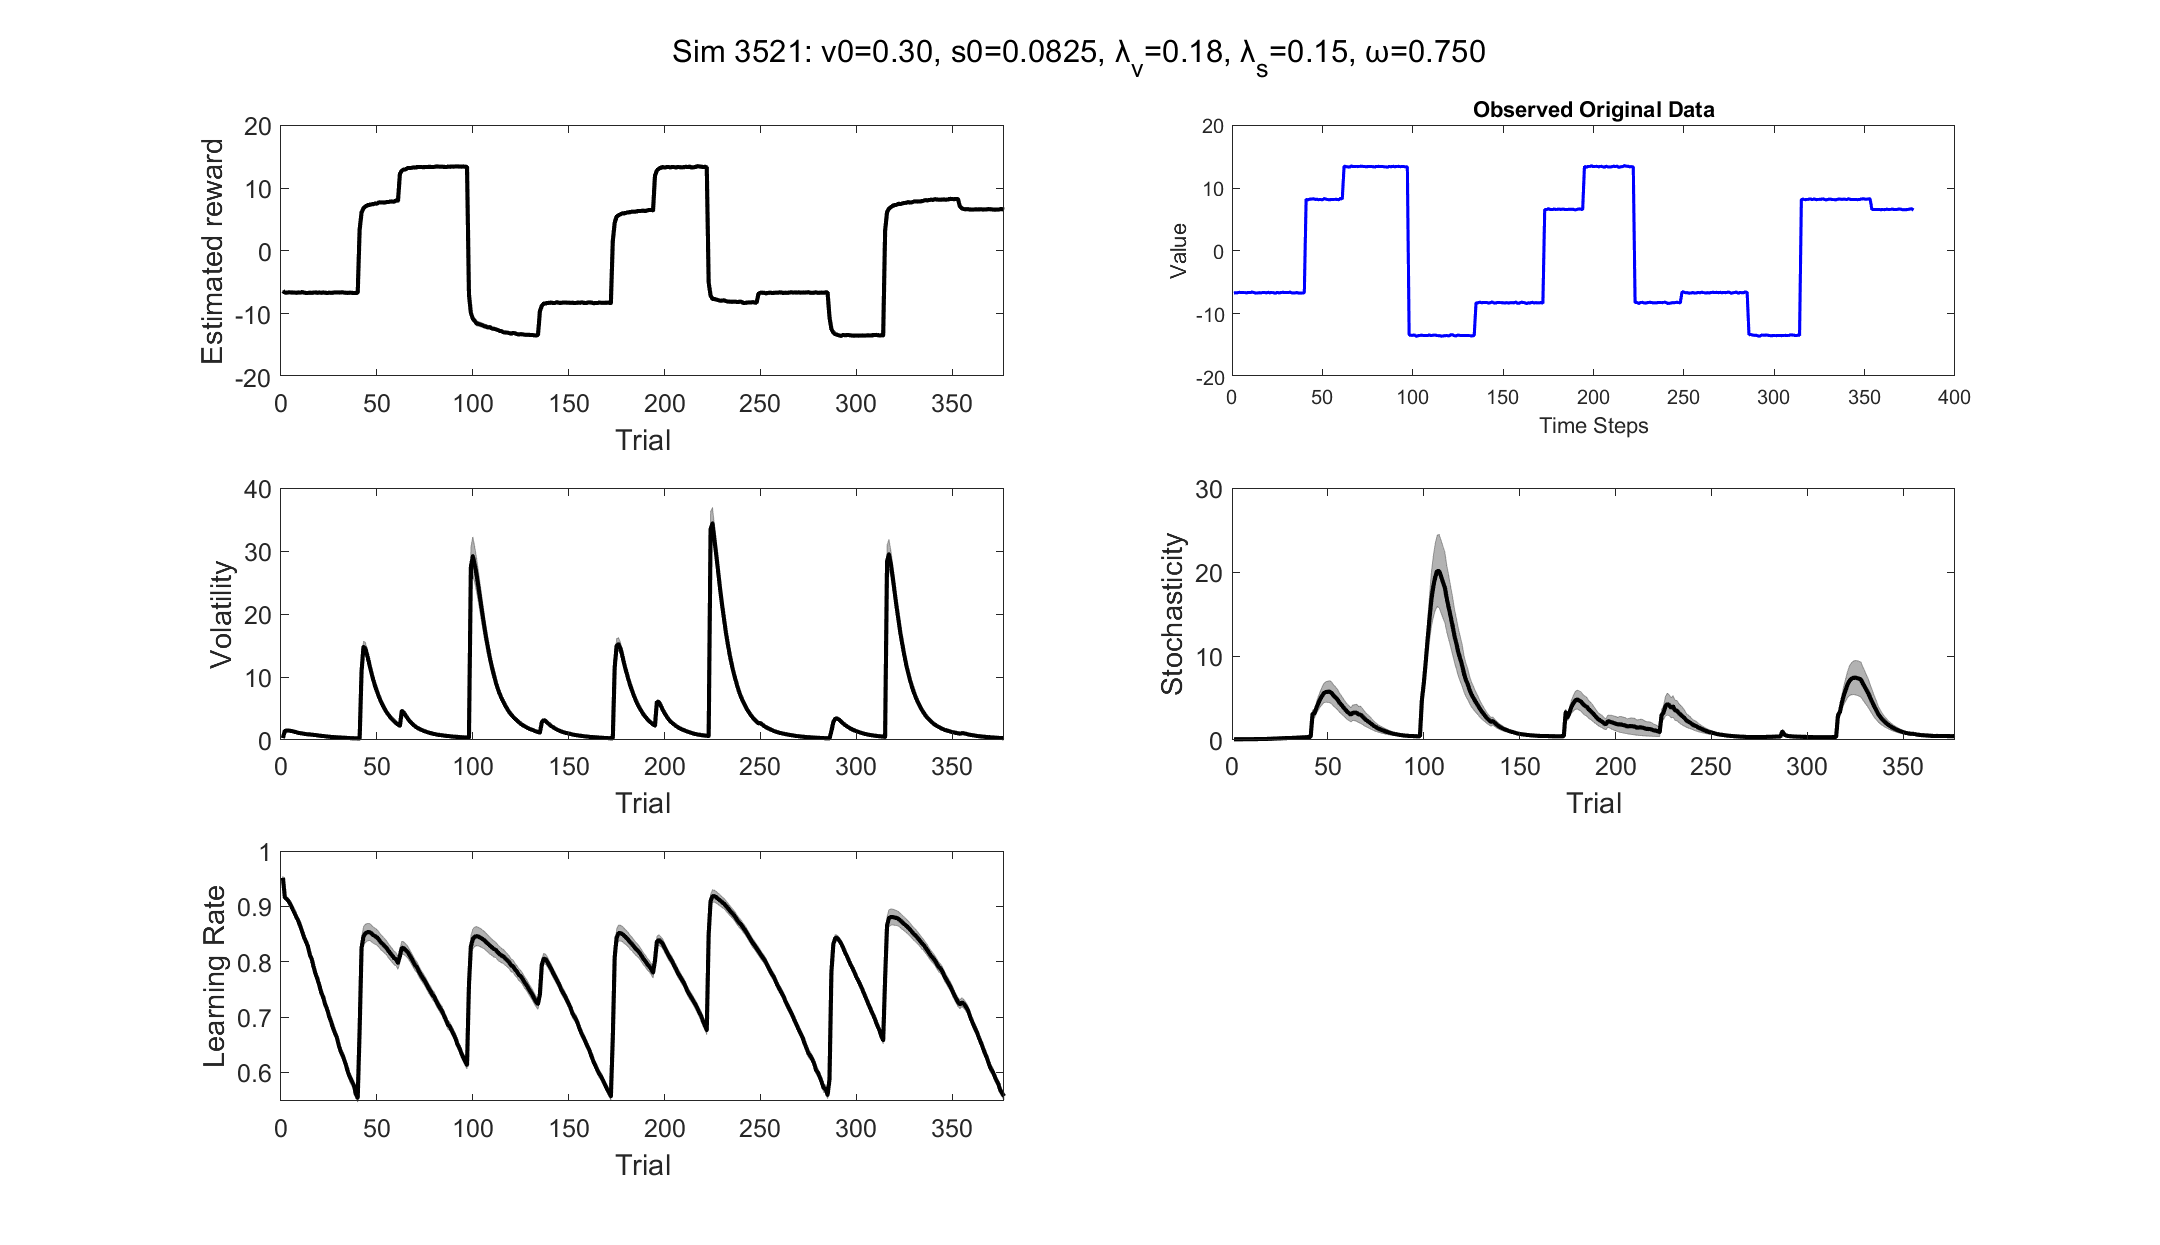 Sim 3521: v0=0.30, s0=0.0825, λv=0.18, λs=0.15, ω=0.750
Estimated reward
20
10
0
-10
-20
0 50 100 150 200 250 300 350
Trial
Observed Original Data
Value
20
10
0
-10
-20
0 50 100 150 200 250 300 350 400
Time Steps
Volatility
40
30
20
10
0
0 50 100 150 200 250 300 350
Trial
Stochasticity
30
20
10
0
0 50 100 150 200 250 300 350
Trial
Learning Rate
1
0.9
0.8
0.7
0.6
0 50 100 150 200 250 300 350
Trial